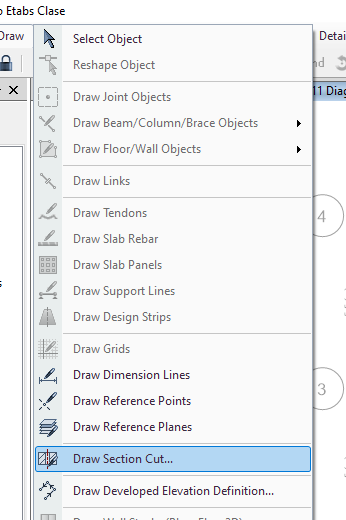 Etabs Clase
Draw
Select Object
Detai
Reshape Object
nd
Draw Joint Objects
11 Diag
Draw Beam/Column/Brace Objects
Draw Floor/Wall Objects
Draw Links
Draw Tendons
4
Draw Slab Rebar
Draw Slab Panels
Draw Support Lines
Draw Design Strips
Draw Grids
Draw Dimension Lines
3
Draw Reference Points
Draw Reference Planes
Draw Section Cut...
Draw Developed Elevation Definition...